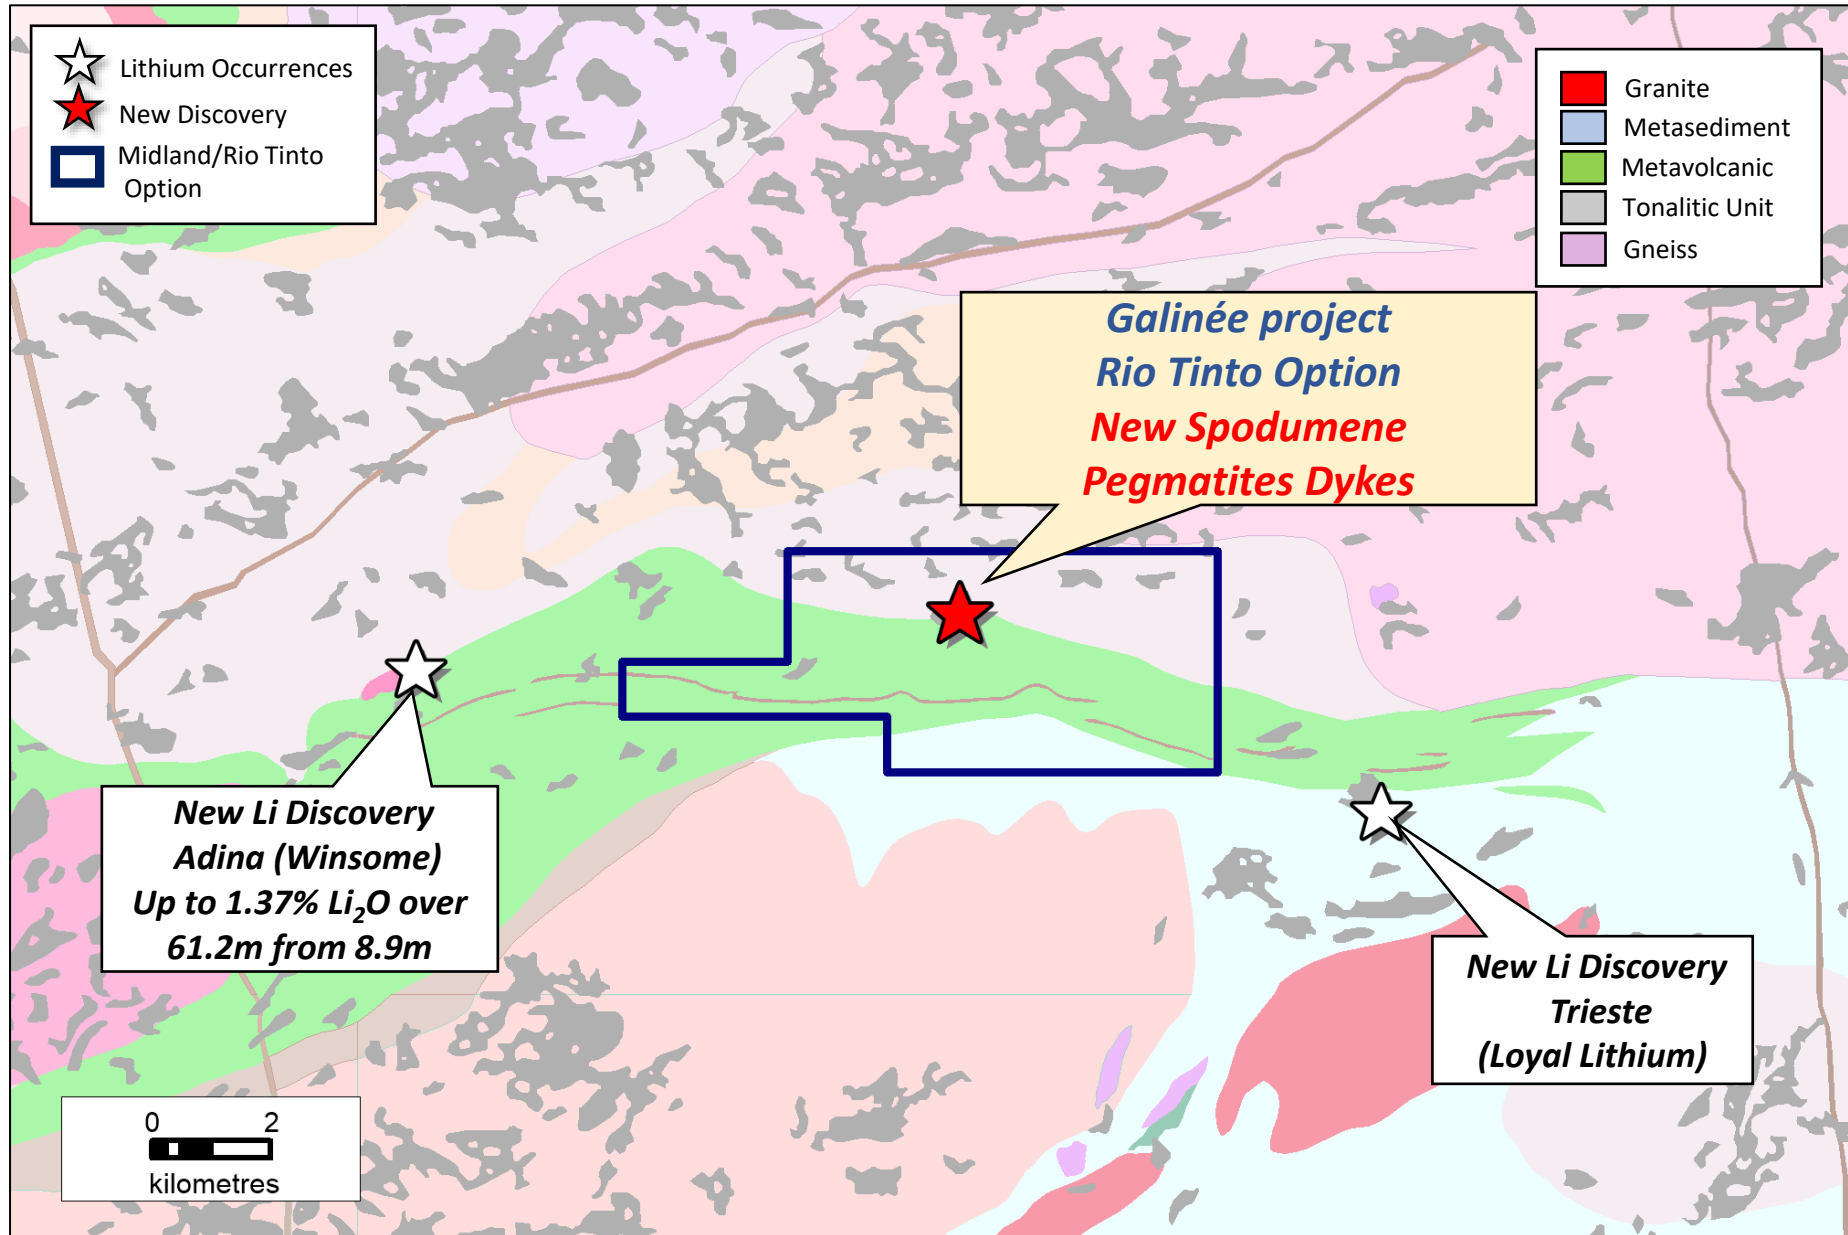 Lithium Occurrences
New Discovery
Midland/Rio Tinto
Option
Granite
Metasediment
Metavolcanic
Tonalitic Unit
Gneiss
Galinée project
Rio Tinto Option
New Spodumene
Pegmatites Dykes
New Li Discovery
Adina (Winsome)
Up to 1.37% Li₂O over
61.2m from 8.9m
New Li Discovery
Trieste
(Loyal Lithium)
0 2
kilometres